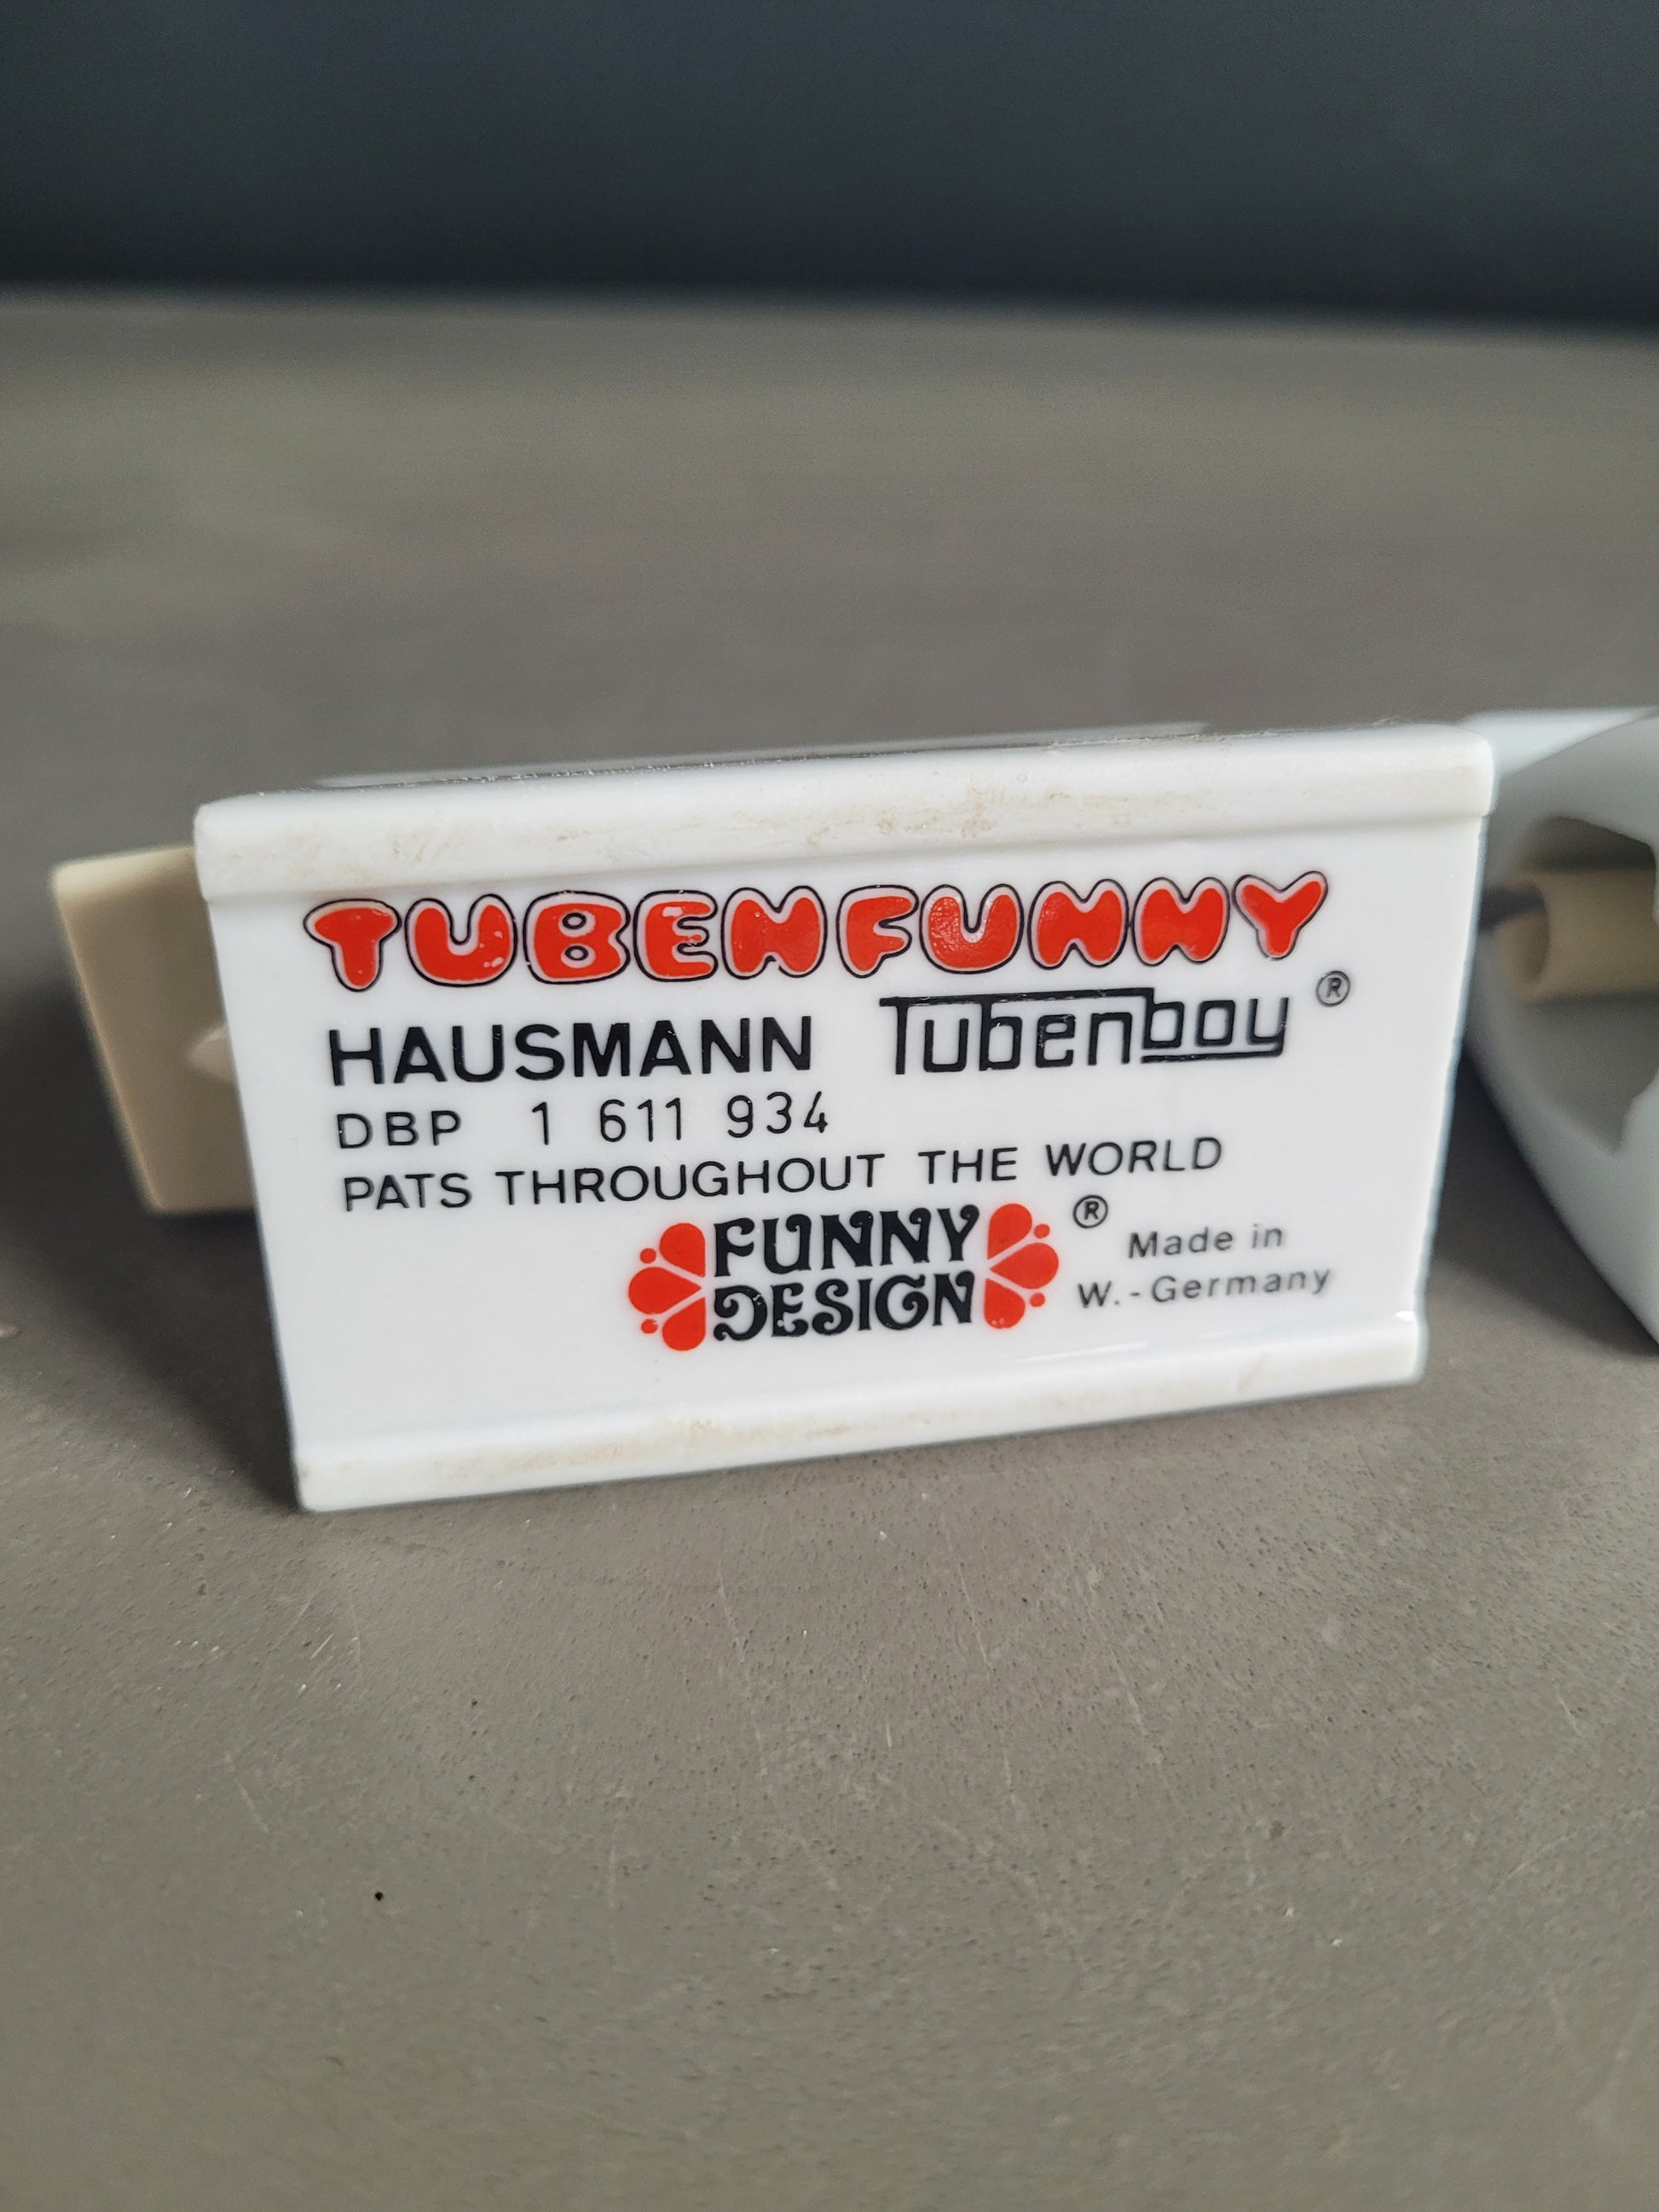 TUBENFUNNY
HAUSMANN Tubenboy ®
DBP 1 611 934
PATS THROUGHOUT THE WORLD
FUNNY DESIGN ®
Made in
W.-Germany